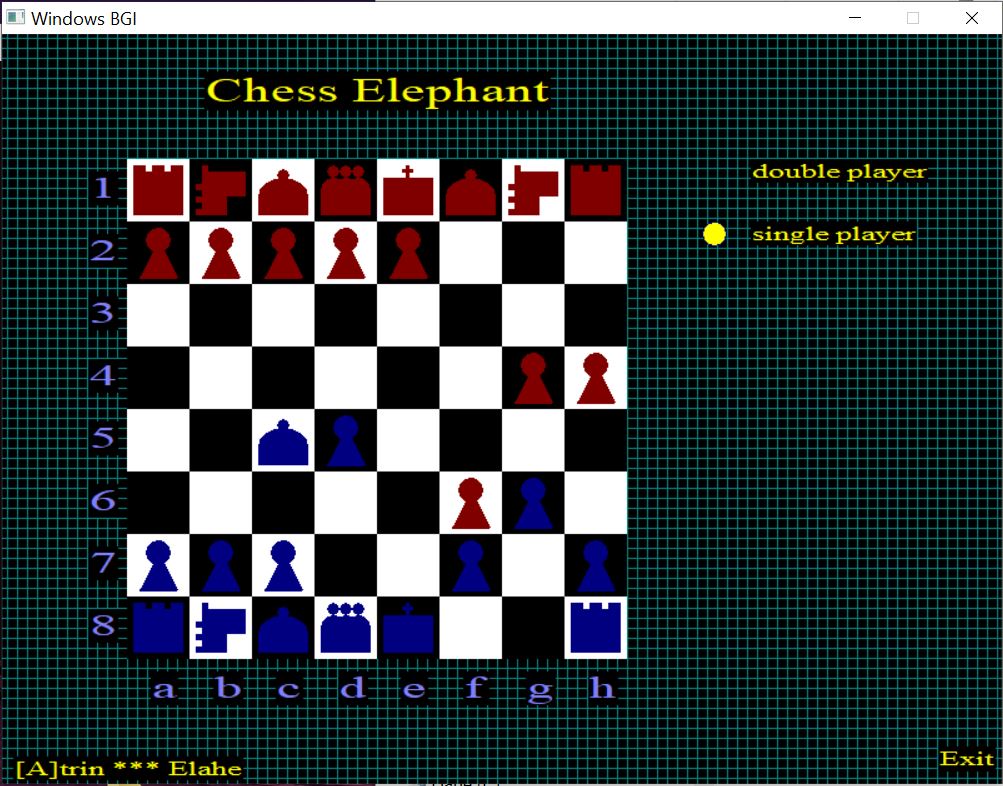 Windows BGI
Chess Elephant
double player
single player
1
2
3
4
5
6
7
8
a b c d e f g h
[A]trin *** Elahe
Exit